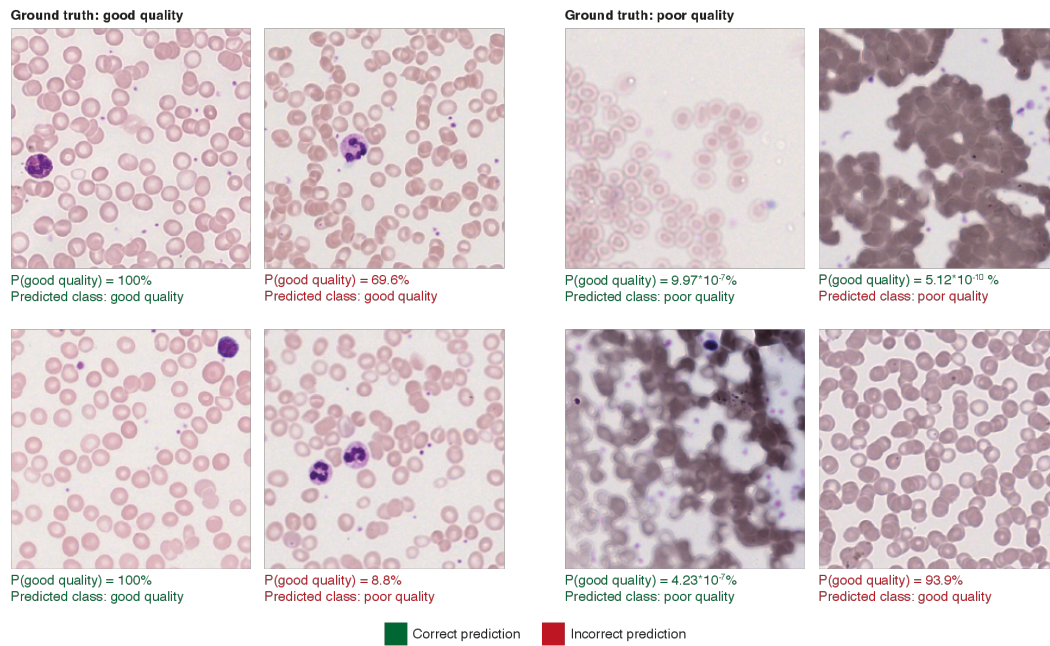 Ground truth: good quality
Ground truth: poor quality
P(good quality) = 100%
Predicted class: good quality
P(good quality) = 69.6%
Predicted class: good quality
P(good quality) = 9.97*10⁻⁷%
Predicted class: poor quality
P(good quality) = 5.12*10⁻¹⁰ %
Predicted class: poor quality
P(good quality) = 100%
Predicted class: good quality
P(good quality) = 8.8%
Predicted class: poor quality
P(good quality) = 4.23*10⁻⁷%
Predicted class: poor quality
P(good quality) = 93.9%
Predicted class: good quality
Correct prediction
Incorrect prediction